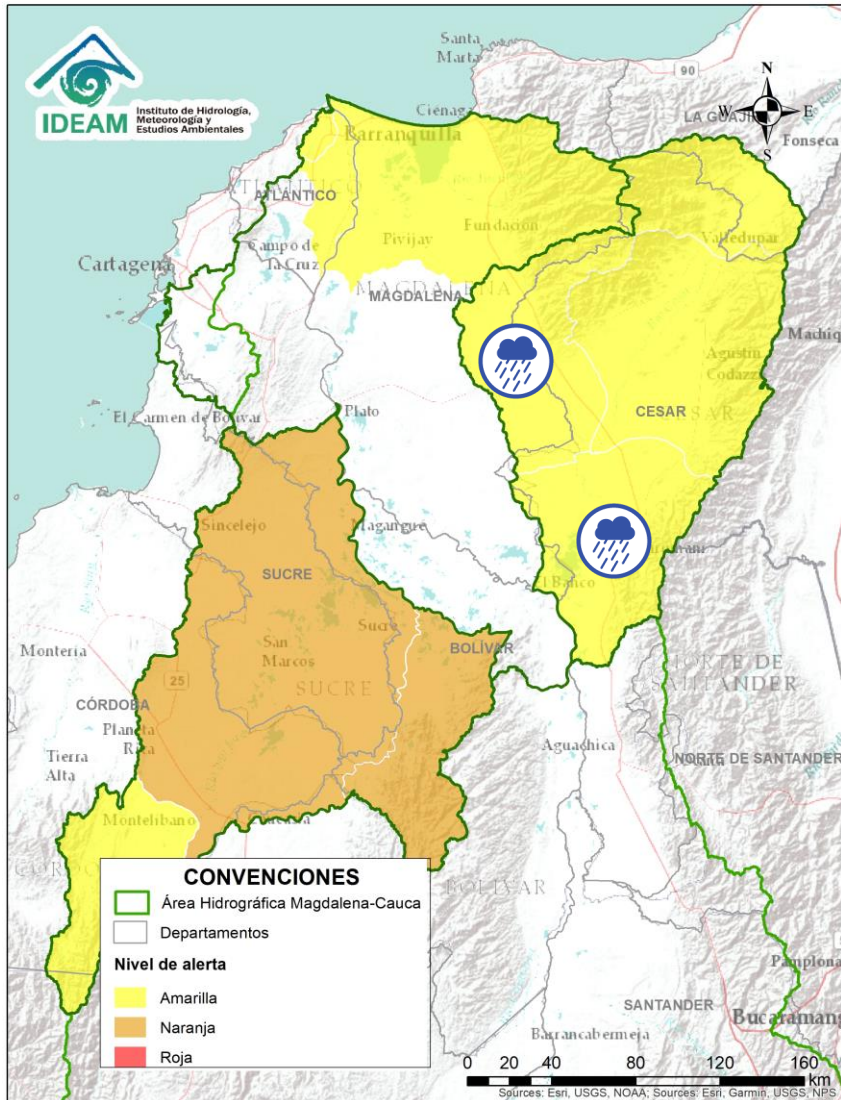 IDEAM
Instituto de Hidrología,
Meteorología y
Estudios Ambientales
Santa
Marta
90
N
W
E
S
LA GUAJIRA
Fonseca
Ciénaga
Barranquilla
ATLÁNTICO
Fundación
Pivijay
Valledupar
Campo de
La Cruz
Cartagena
MAGDALENA
MAGDALENA
Agustín
Codazzi
CESAR
El Carmen de Bolívar
Plato
Sincelejo
Magangue
SUCRE
El Banco
Sucre
San
Marcos
BOLÍVAR
Montería
25
SUCRE
NORTE DE
SANTANDER
CÓRDOBA
Planeta
Rica
Tierra
Alta
Aguachica
NORTE DE SANTANDER
Montelibano
BOLÍVAR
CONVENCIONES
Área Hidrográfica Magdalena-Cauca
Departamentos
Nivel de alerta
Amarilla
Naranja
Roja
Pamplona
SANTANDER
Barrancabermeja
0 20 40 80 120 160
Km
Sources: Esri, USGS, NOAA; Sources: Esri, Garmin, USGS, NPS